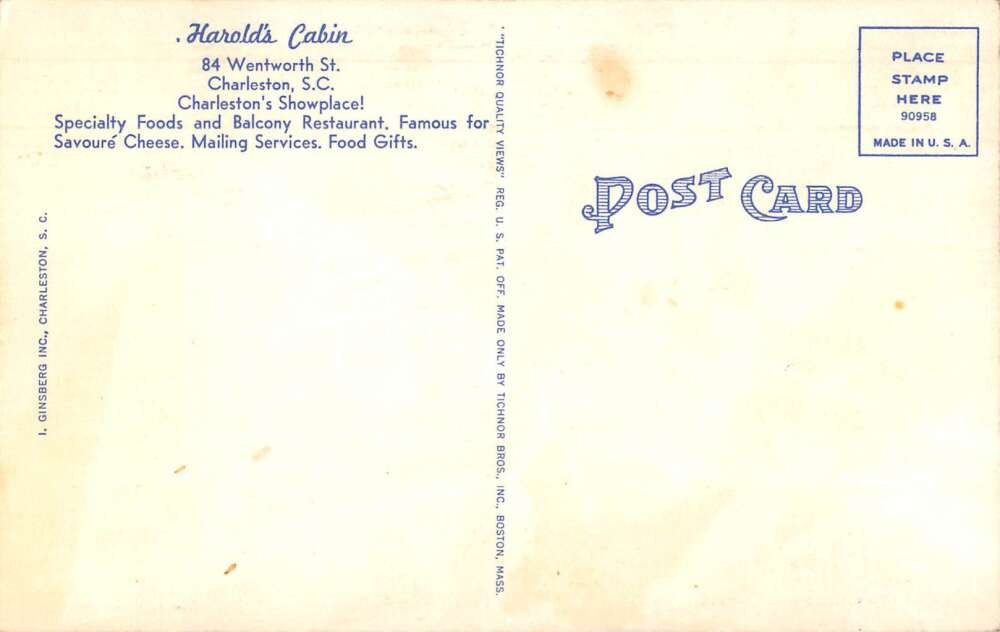 Harold's Cabin
84 Wentworth St.
Charleston, S.C.
Charleston's Showplace!
Specialty Foods and Balcony Restaurant. Famous for
Savouré Cheese. Mailing Services. Food Gifts.
I. GINSBERG INC., CHARLESTON, S. C.
"TICHNOR QUALITY VIEWS" REG. U. S. PAT. OFF. MADE ONLY BY TICHNOR BROS., INC., BOSTON, MASS.
POST CARD
PLACE
STAMP
HERE
90958
MADE IN U. S. A.